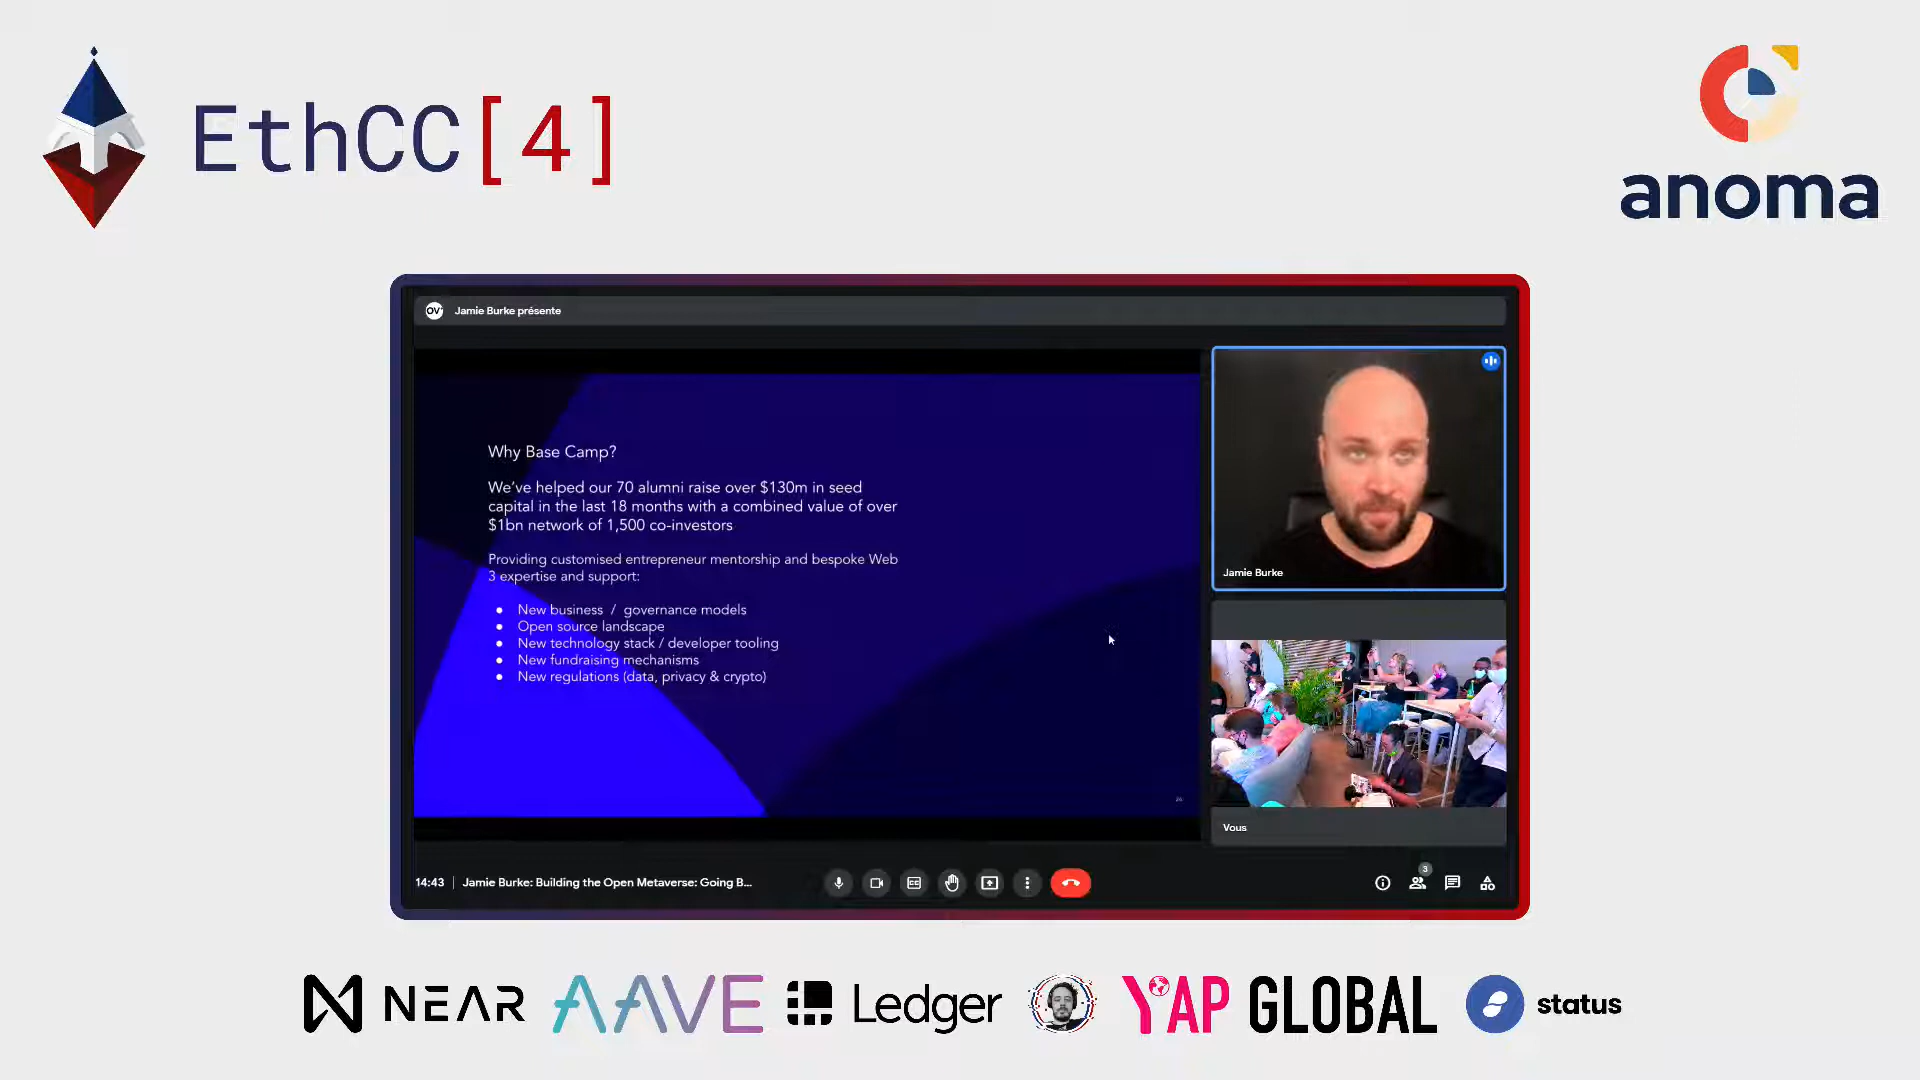 EthCC[4]
anoma
OV
Jamie Burke présente
Why Base Camp?
We've helped our 70 alumni raise over $130m in seed
capital in the last 18 months with a combined value of over
$1bn network of 1,500 co-investors
Providing customised entrepreneur mentorship and bespoke Web
3 expertise and support:
● New business / governance models
● Open source landscape
● New technology stack / developer tooling
● New fundraising mechanisms
● New regulations (data, privacy & crypto)
Jamie Burke
Vous
14:43 | Jamie Burke: Building the Open Metaverse: Going B...
CC
3
NEAR AAVE Ledger YAP GLOBAL status